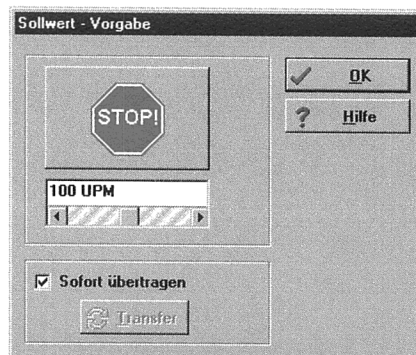 Sollwert - Vorgabe
STOP!
OK
Hilfe
100 UPM
Sofort übertragen
Transfer